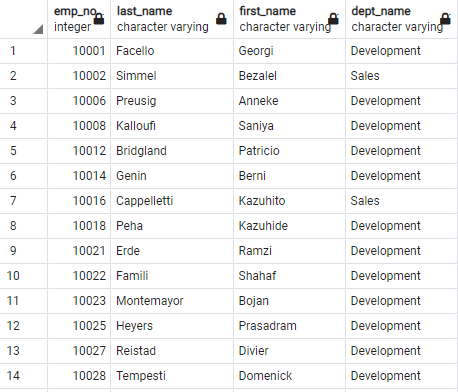 emp_no last_name first_name dept_name
integer character varying character varying character varying
1 10001 Facello Georgi Development
2 10002 Simmel Bezalel Sales
3 10006 Preusig Anneke Development
4 10008 Kalloufi Saniya Development
5 10012 Bridgland Patricio Development
6 10014 Genin Berni Development
7 10016 Cappelletti Kazuhito Sales
8 10018 Peha Kazuhide Development
9 10021 Erde Ramzi Development
10 10022 Famili Shahaf Development
11 10023 Montemayor Bojan Development
12 10025 Heyers Prasadram Development
13 10027 Reistad Divier Development
14 10028 Tempesti Domenick Development